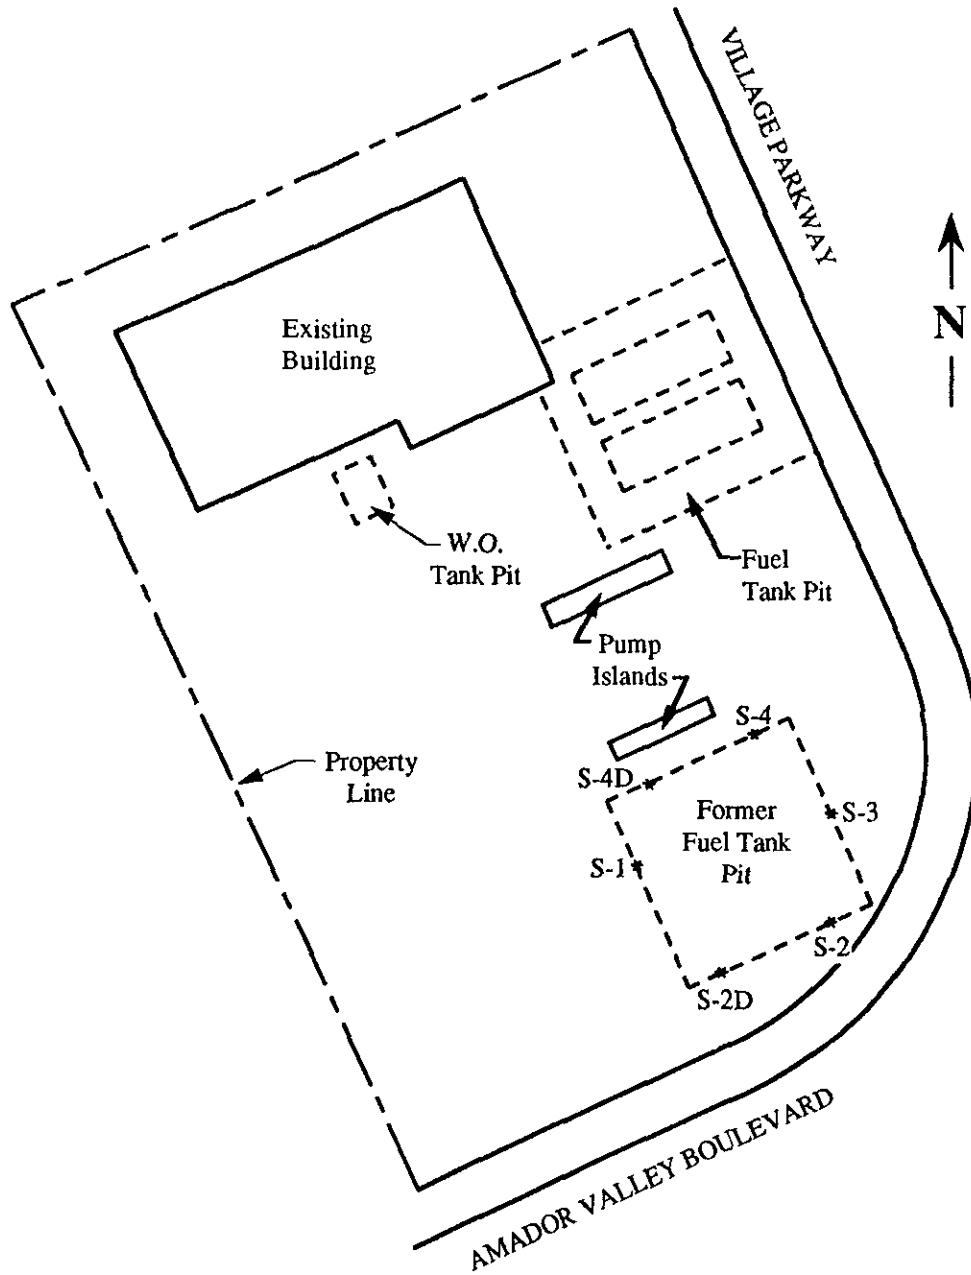 VILLAGE PARKWAY
N
Existing
Building
W.O.
Tank Pit
Fuel
Tank Pit
Pump
Islands
S-4
S-4D
Property
Line
Former
Fuel Tank
Pit
S-3
S-1
S-2
S-2D
AMADOR VALLEY BOULEVARD